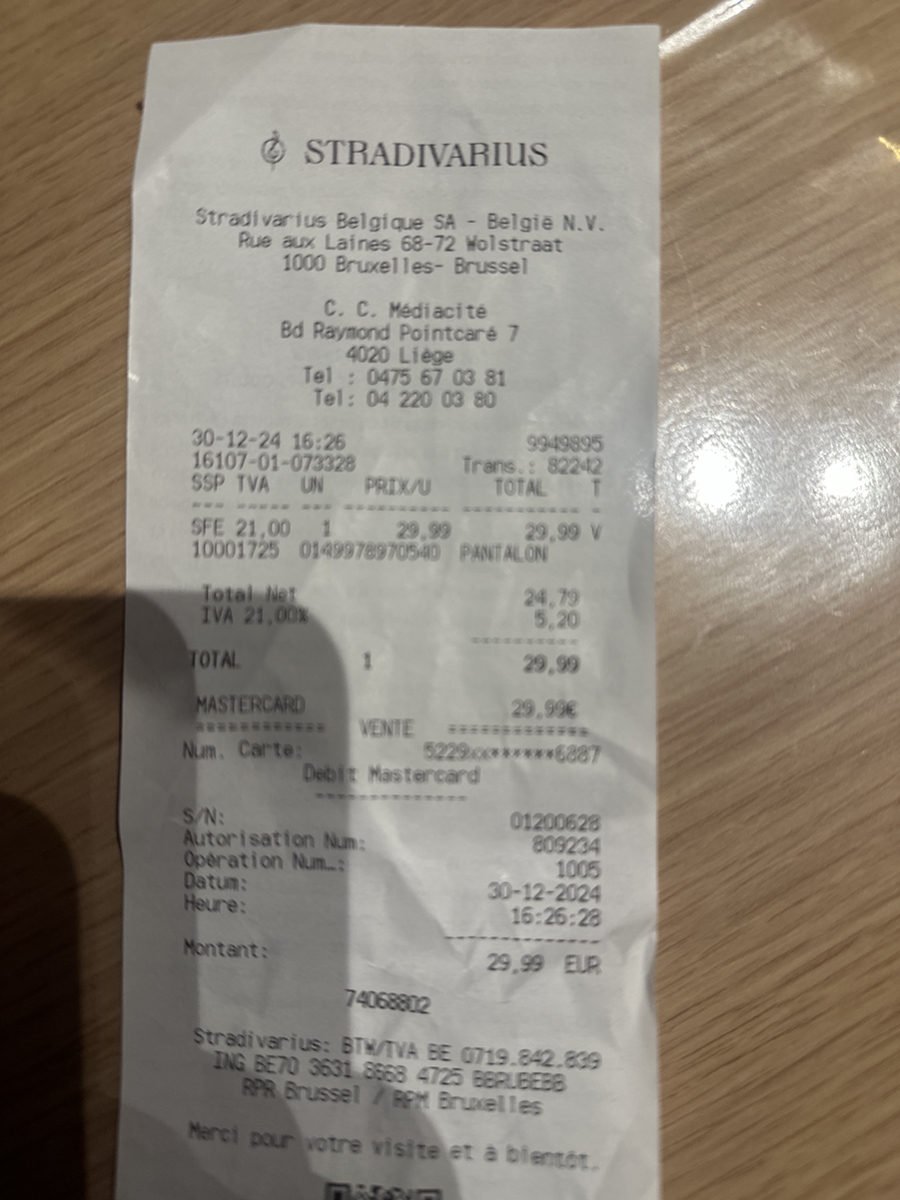 STRADIVARIUS
Stradivarius Belgique SA - België N.V.
Rue aux Laines 68-72 Wolstraat
1000 Bruxelles- Brussel
C. C. Médiacité
Bd Raymond Pointcaré 7
4020 Liège
Tel : 0475 67 03 81
Tel: 04 220 03 80
30-12-24 16:26 9949895
16107-01-073328 Trans.: 82242
SSP TVA UN PRIX/U TOTAL T
--- ----- --- ---------- ----------- -
SFE 21,00 1 29,99 29,99 V
10001725 0149978970540 PANTALON
Total Net 24,79
IVA 21,00% 5,20
----------
TOTAL 1 29,99
MASTERCARD 29,99€
============ VENTE =============
Num. Carte: 5229xx******6887
Debit Mastercard
--------------
S/N: 01200628
Autorisation Num: 809234
Opération Num…: 1005
Datum: 30-12-2024
Heure: 16:26:28
--------------
Montant: 29,99 EUR
74068802
Stradivarius: BTW/TVA BE 0719.842.839
ING BE70 3631 8668 4725 BBRUBEBB
RPR Brussel / RPM Bruxelles
Merci pour votre visite et à bientôt.